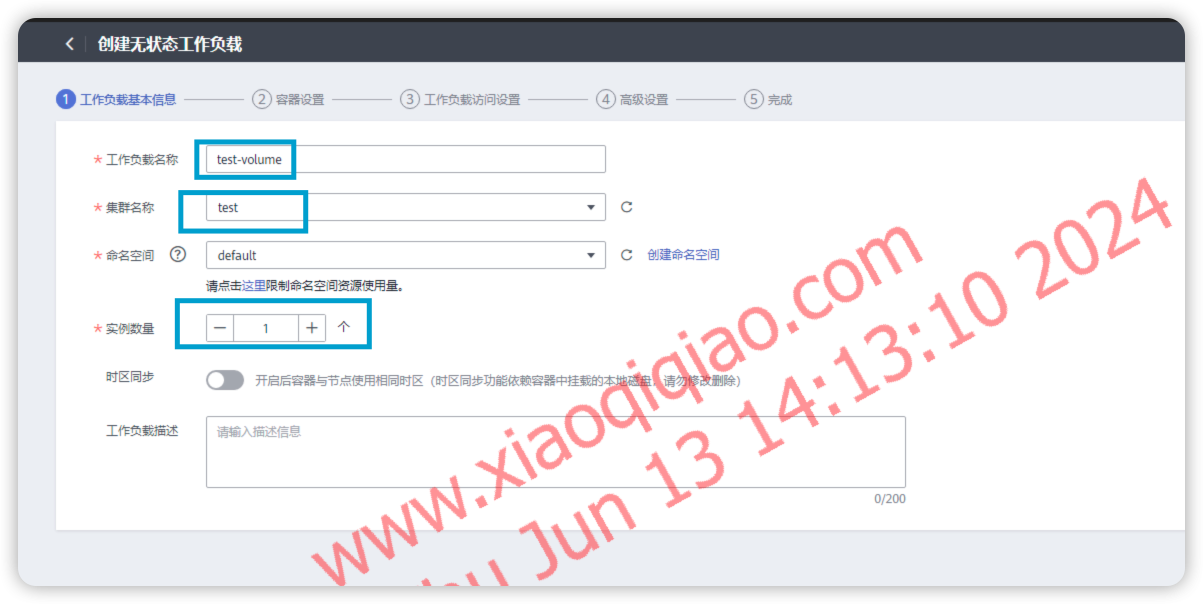 创建无状态工作负载
1 工作负载基本信息 2 容器设置 3 工作负载访问设置 4 高级设置 5 完成
* 工作负载名称 test-volume
* 集群名称 test
* 命名空间 ? default 创建命名空间
请点击这里限制命名空间资源使用量。
* 实例数量 − 1 + 个
时区同步 开启后容器与节点使用相同时区（时区同步功能依赖容器中挂载的本地磁盘，请勿修改删除）
工作负载描述 请输入描述信息
0/200
www.xiaoqiqiao.com
Jun 13 14:13:10 2024